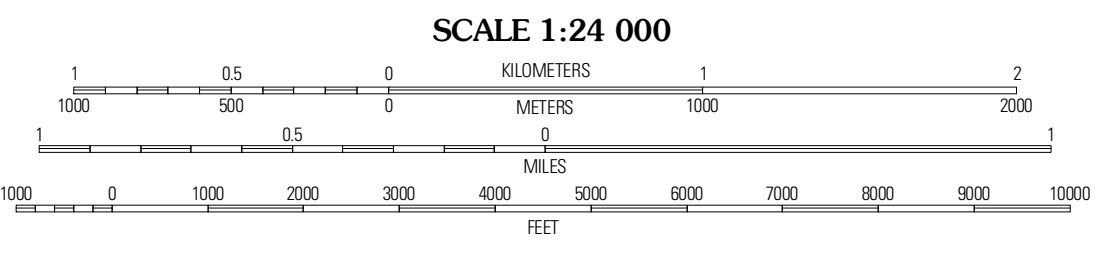 SCALE 1:24 000
1 0.5 0 KILOMETERS 1 2
1000 500 0 METERS 1000 2000
1 0.5 0 1
MILES
1000 0 1000 2000 3000 4000 5000 6000 7000 8000 9000 10000
FEET